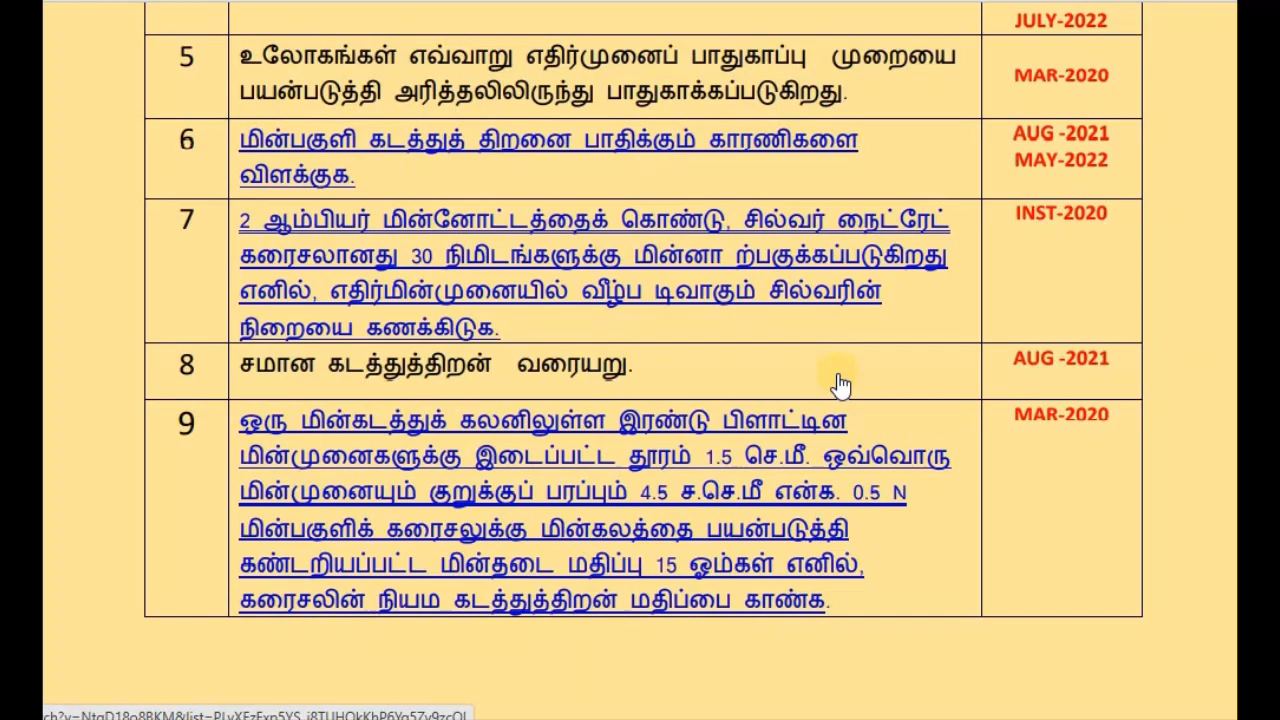 JULY-2022
5 உலோகங்கள் எவ்வாறு எதிர்முனைப் பாதுகாப்பு முறையை MAR-2020
பயன்படுத்தி அரித்தலிலிருந்து பாதுகாக்கப்படுகிறது.
6 மின்பகுளி கடத்துத் திறனை பாதிக்கும் காரணிகளை AUG -2021
விளக்குக. MAY-2022
7 2 ஆம்பியர் மின்னோட்டத்தைக் கொண்டு, சில்வர் நைட்ரேட் INST-2020
கரைசலானது 30 நிமிடங்களுக்கு மின்னா ற்பகுக்கப்படுகிறது
எனில், எதிர்மின்முனையில் வீழ்ப டிவாகும் சில்வரின்
நிறையை கணக்கிடுக.
8 சமான கடத்துத்திறன் வரையறு. AUG -2021
9 ஒரு மின்கடத்துக் கலனிலுள்ள இரண்டு பிளாட்டின MAR-2020
மின்முனைகளுக்கு இடைப்பட்ட தூரம் 1.5 செ.மீ. ஒவ்வொரு
மின்முனையும் குறுக்குப் பரப்பும் 4.5 ச.செ.மீ என்க. 0.5 N
மின்பகுளிக் கரைசலுக்கு மின்கலத்தை பயன்படுத்தி
கண்டறியப்பட்ட மின்தடை மதிப்பு 15 ஓம்கள் எனில்,
கரைசலின் நியம கடத்துத்திறன் மதிப்பை காண்க.